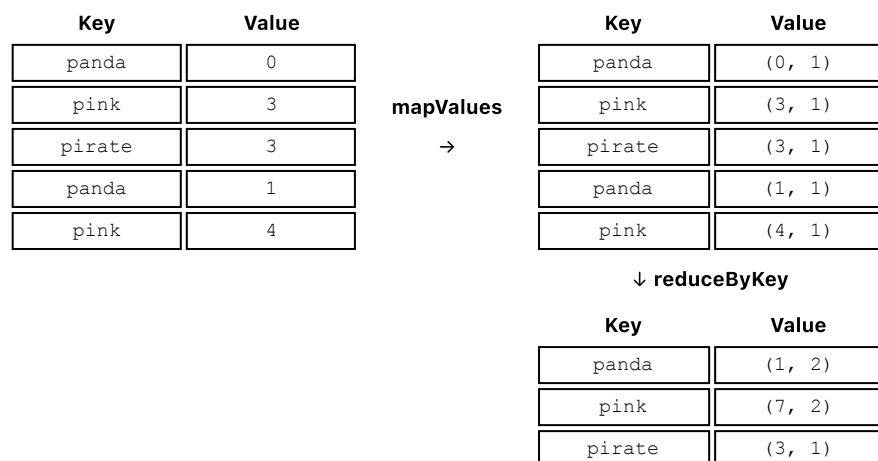 Key Value
panda 0
pink 3
pirate 3
panda 1
pink 4
mapValues
→
Key Value
panda (0, 1)
pink (3, 1)
pirate (3, 1)
panda (1, 1)
pink (4, 1)
↓ reduceByKey
Key Value
panda (1, 2)
pink (7, 2)
pirate (3, 1)